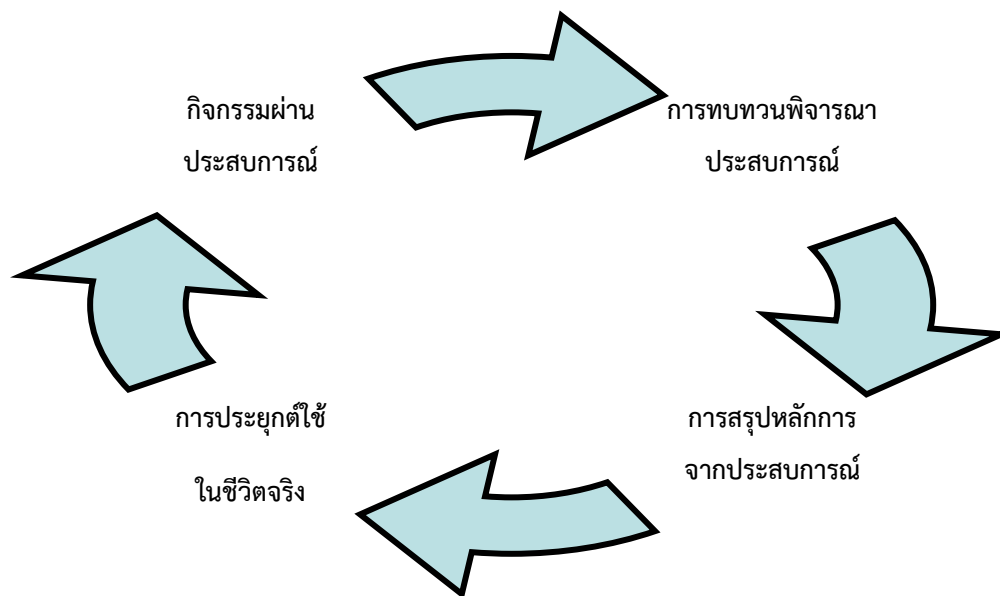 กิจกรรมผ่าน
ประสบการณ์
การทบทวนพิจารณา
ประสบการณ์
การสรุปหลักการ
จากประสบการณ์
การประยุกต์ใช้
ในชีวิตจริง